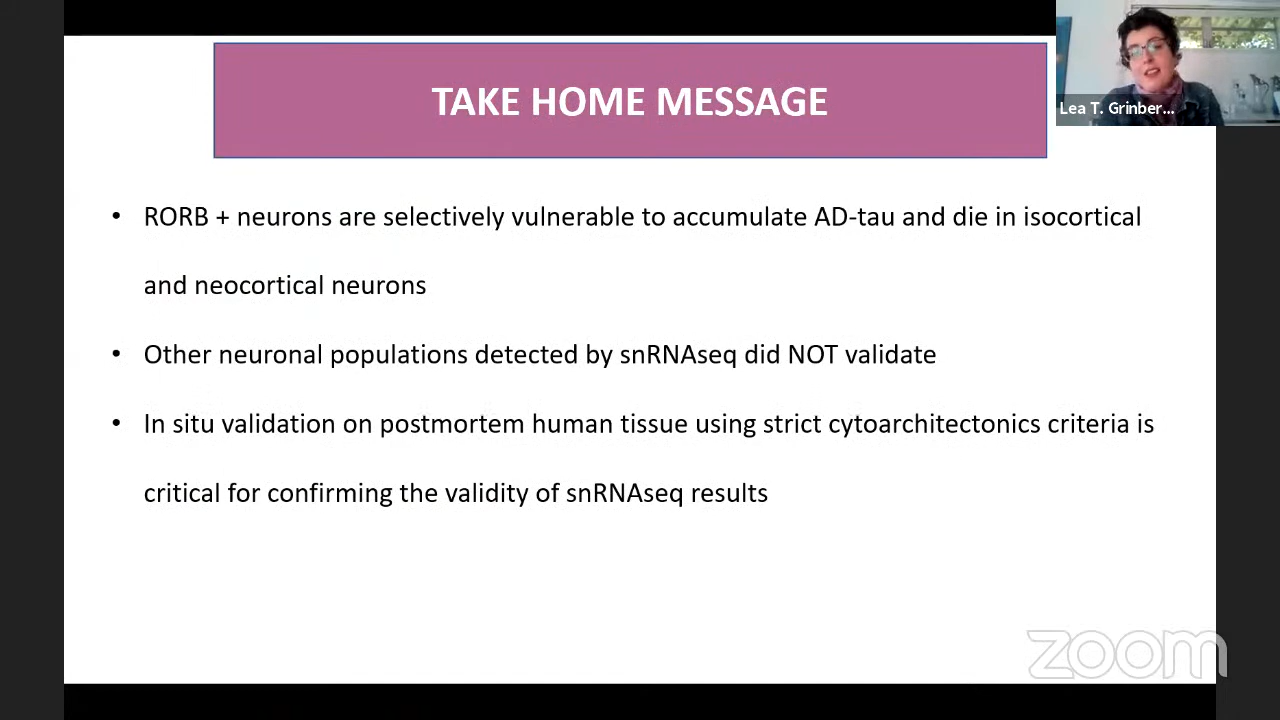 TAKE HOME MESSAGE
Lea T. Grinber...
• RORB + neurons are selectively vulnerable to accumulate AD-tau and die in isocortical
and neocortical neurons
• Other neuronal populations detected by snRNAseq did NOT validate
• In situ validation on postmortem human tissue using strict cytoarchitectonics criteria is
critical for confirming the validity of snRNAseq results
zoom